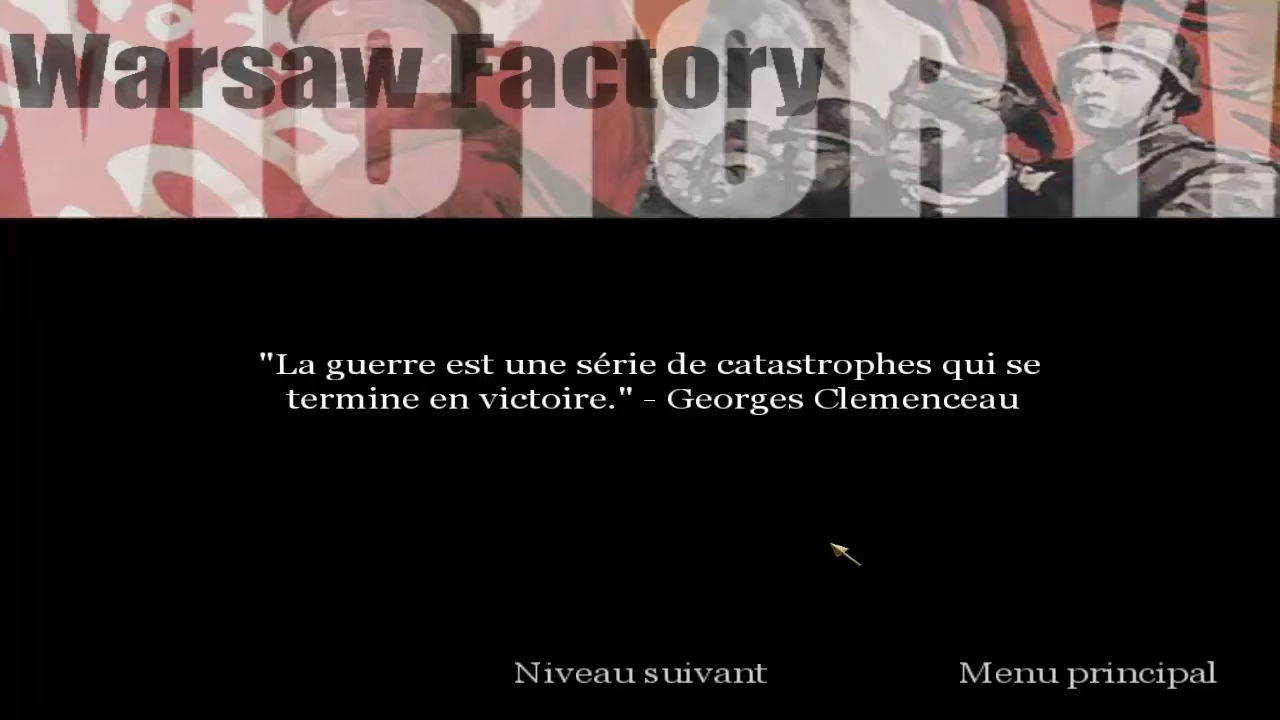 VICTORY!
Warsaw Factory
"La guerre est une série de catastrophes qui se
termine en victoire." - Georges Clemenceau
Niveau suivant
Menu principal